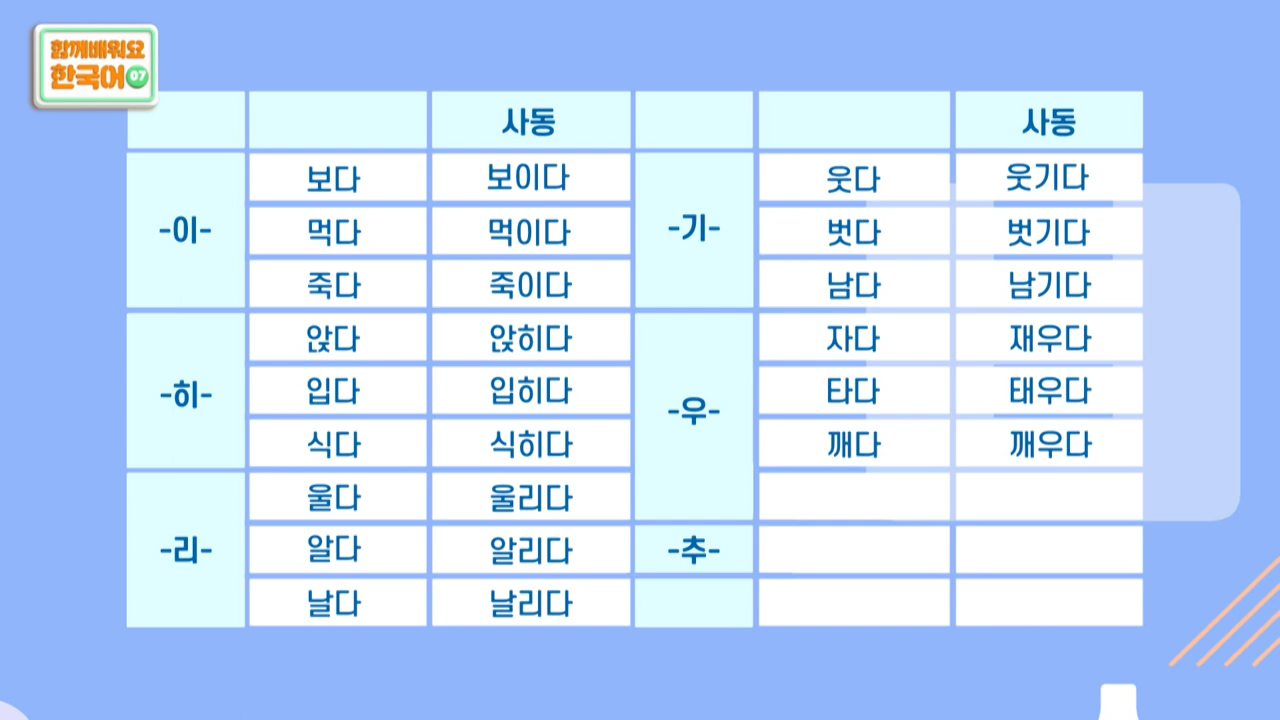 함께배워요
한국어 07
사동 사동
-이- 보다 보이다 -기- 웃다 웃기다
먹다 먹이다 벗다 벗기다
죽다 죽이다 남다 남기다
-히- 앉다 앉히다 -우- 자다 재우다
입다 입히다 타다 태우다
식다 식히다 깨다 깨우다
-리- 울다 울리다
알다 알리다 -추-
날다 날리다